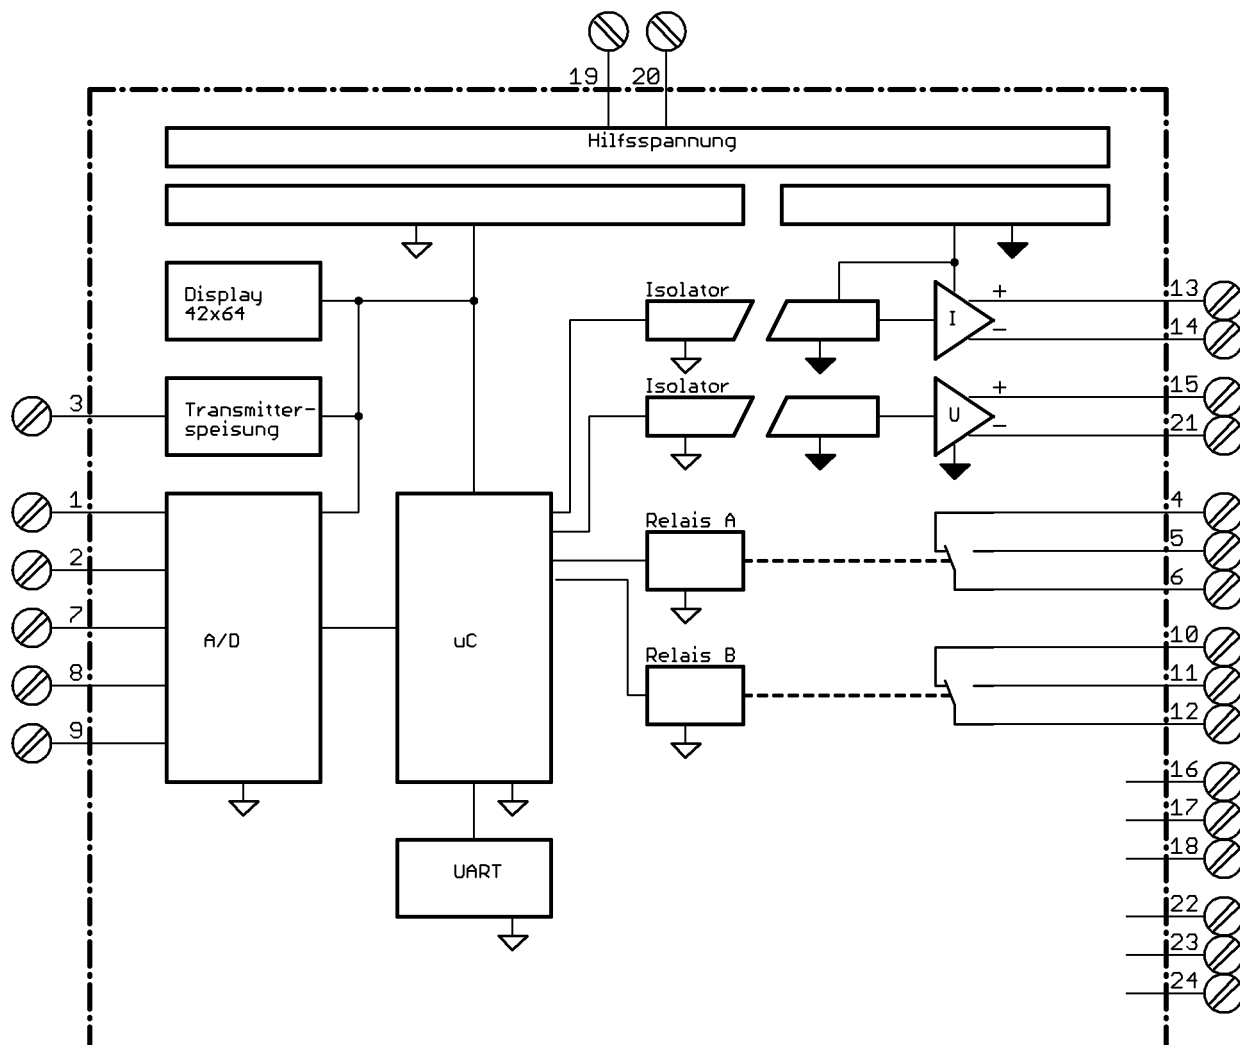 19 20
Hilfsspannung
Display
42x64
Isolator
I
+
-
13
14
3
Transmitter-
speisung
Isolator
U
+
-
15
21
1
2
7
8
9
A/D
uC
Relais A
4
5
6
Relais B
10
11
12
16
17
18
UART
22
23
24